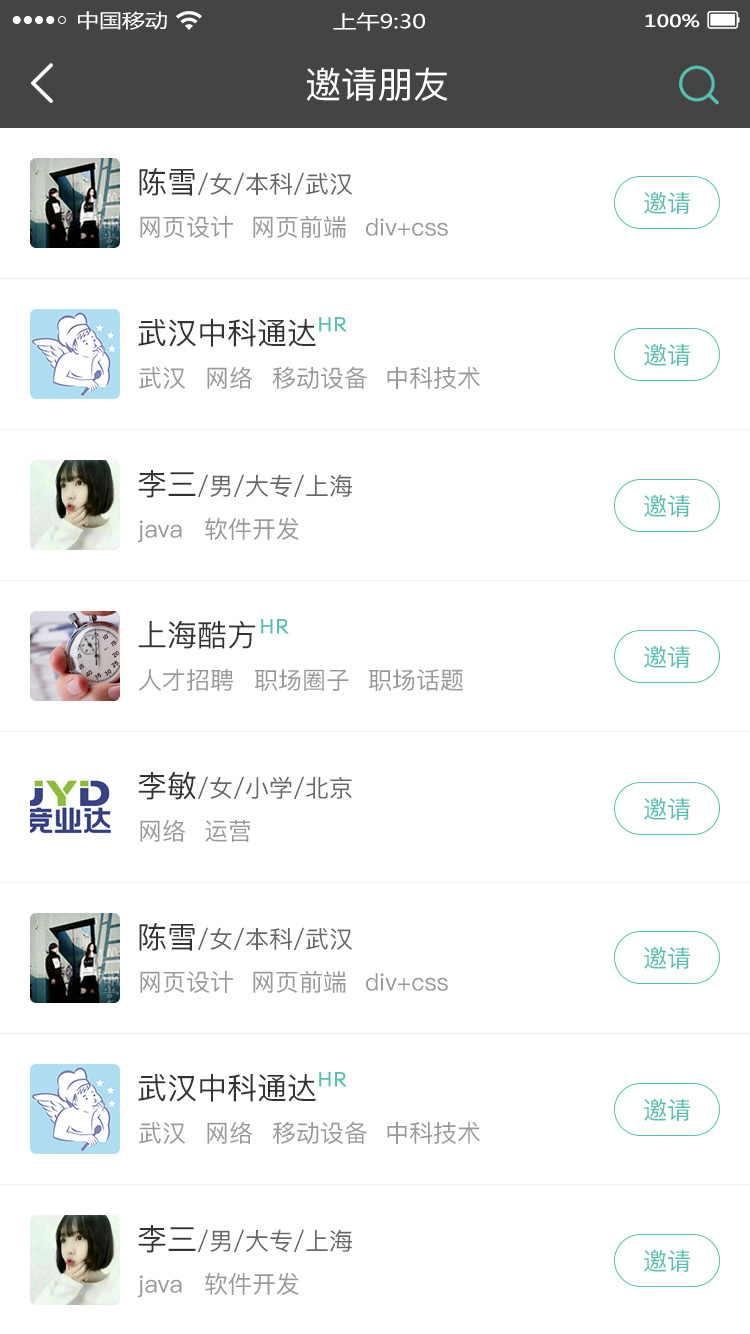 中国移动 上午9:30 100%
邀请朋友
陈雪/女/本科/武汉
网页设计 网页前端 div+css
邀请
武汉中科通达HR
武汉 网络 移动设备 中科技术
邀请
李三/男/大专/上海
java 软件开发
邀请
上海酷方HR
人才招聘 职场圈子 职场话题
邀请
JYD
竞业达
李敏/女/小学/北京
网络 运营
邀请
陈雪/女/本科/武汉
网页设计 网页前端 div+css
邀请
武汉中科通达HR
武汉 网络 移动设备 中科技术
邀请
李三/男/大专/上海
java 软件开发
邀请